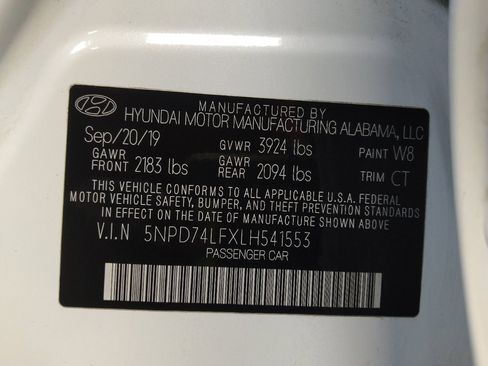 MANUFACTURED BY
HYUNDAI MOTOR MANUFACTURING ALABAMA, LLC
Sep/20/19 GVWR 3924 lbs PAINT W8
GAWR FRONT 2183 lbs GAWR REAR 2094 lbs TRIM CT
THIS VEHICLE CONFORMS TO ALL APPLICABLE U.S.A. FEDERAL
MOTOR VEHICLE SAFETY, BUMPER, AND THEFT PREVENTION STANDARDS
IN EFFECT ON THE DATE OF MANUFACTURE SHOWN ABOVE.
V.I.N 5NPD74LFXLH541553
PASSENGER CAR